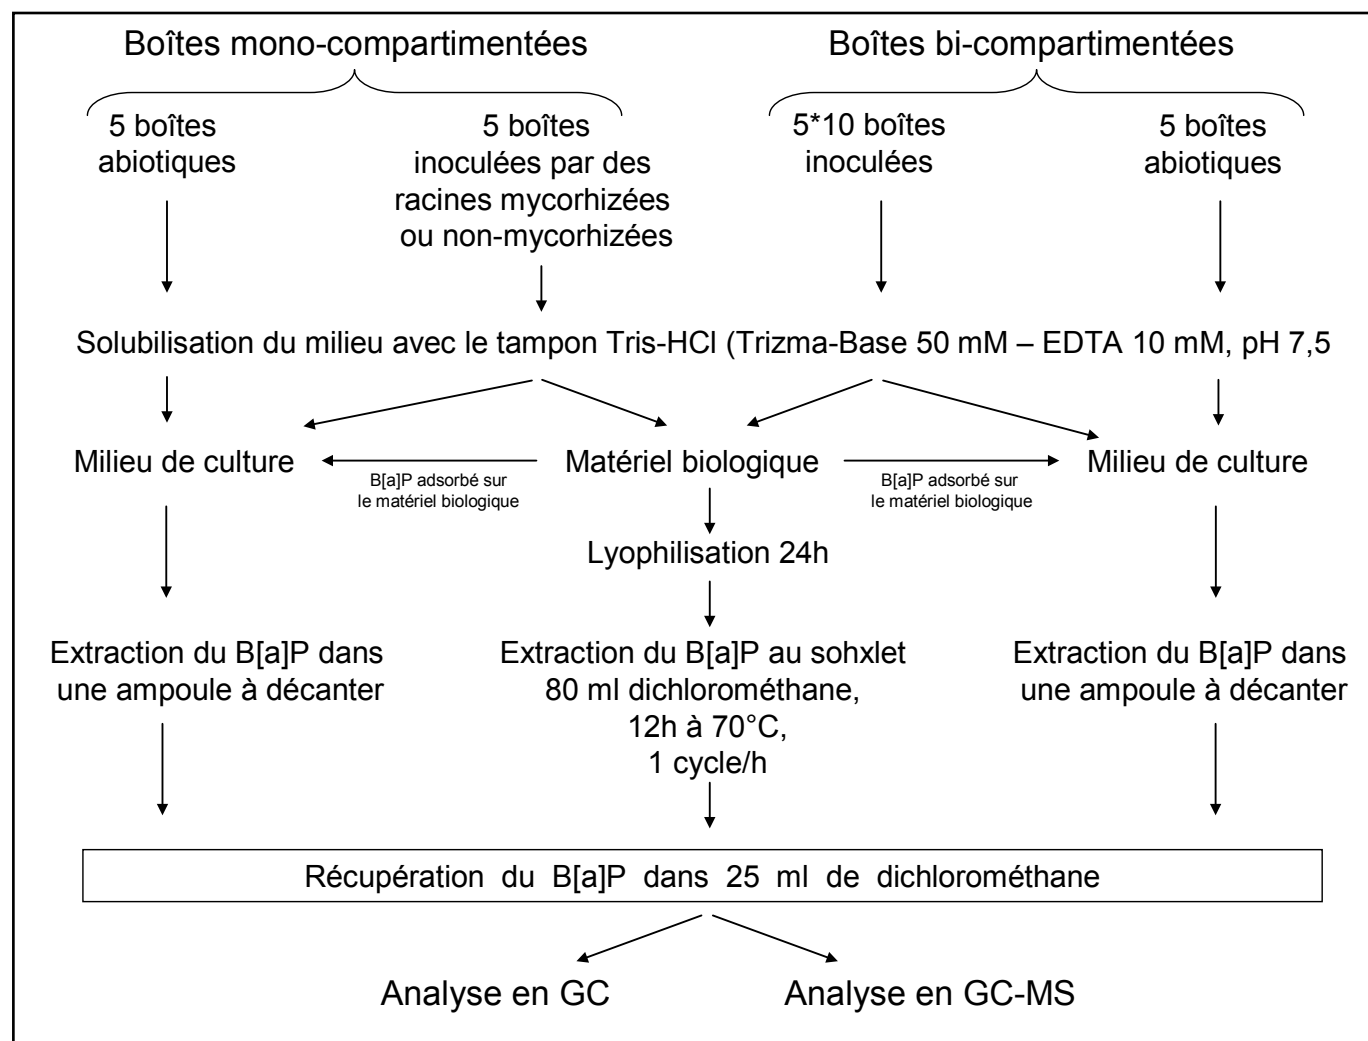 Boîtes mono-compartimentées
Boîtes bi-compartimentées
5 boîtes
abiotiques
5 boîtes
inoculées par des
racines mycorhizées
ou non-mycorhizées
5*10 boîtes
inoculées
5 boîtes
abiotiques
Solubilisation du milieu avec le tampon Tris-HCl (Trizma-Base 50 mM – EDTA 10 mM, pH 7,5
Milieu de culture
B[a]P adsorbé sur
le matériel biologique
Matériel biologique
B[a]P adsorbé sur
le matériel biologique
Milieu de culture
Lyophilisation 24h
Extraction du B[a]P dans
une ampoule à décanter
Extraction du B[a]P au sohxlet
80 ml dichlorométhane,
12h à 70°C,
1 cycle/h
Extraction du B[a]P dans
une ampoule à décanter
Récupération du B[a]P dans 25 ml de dichlorométhane
Analyse en GC
Analyse en GC-MS